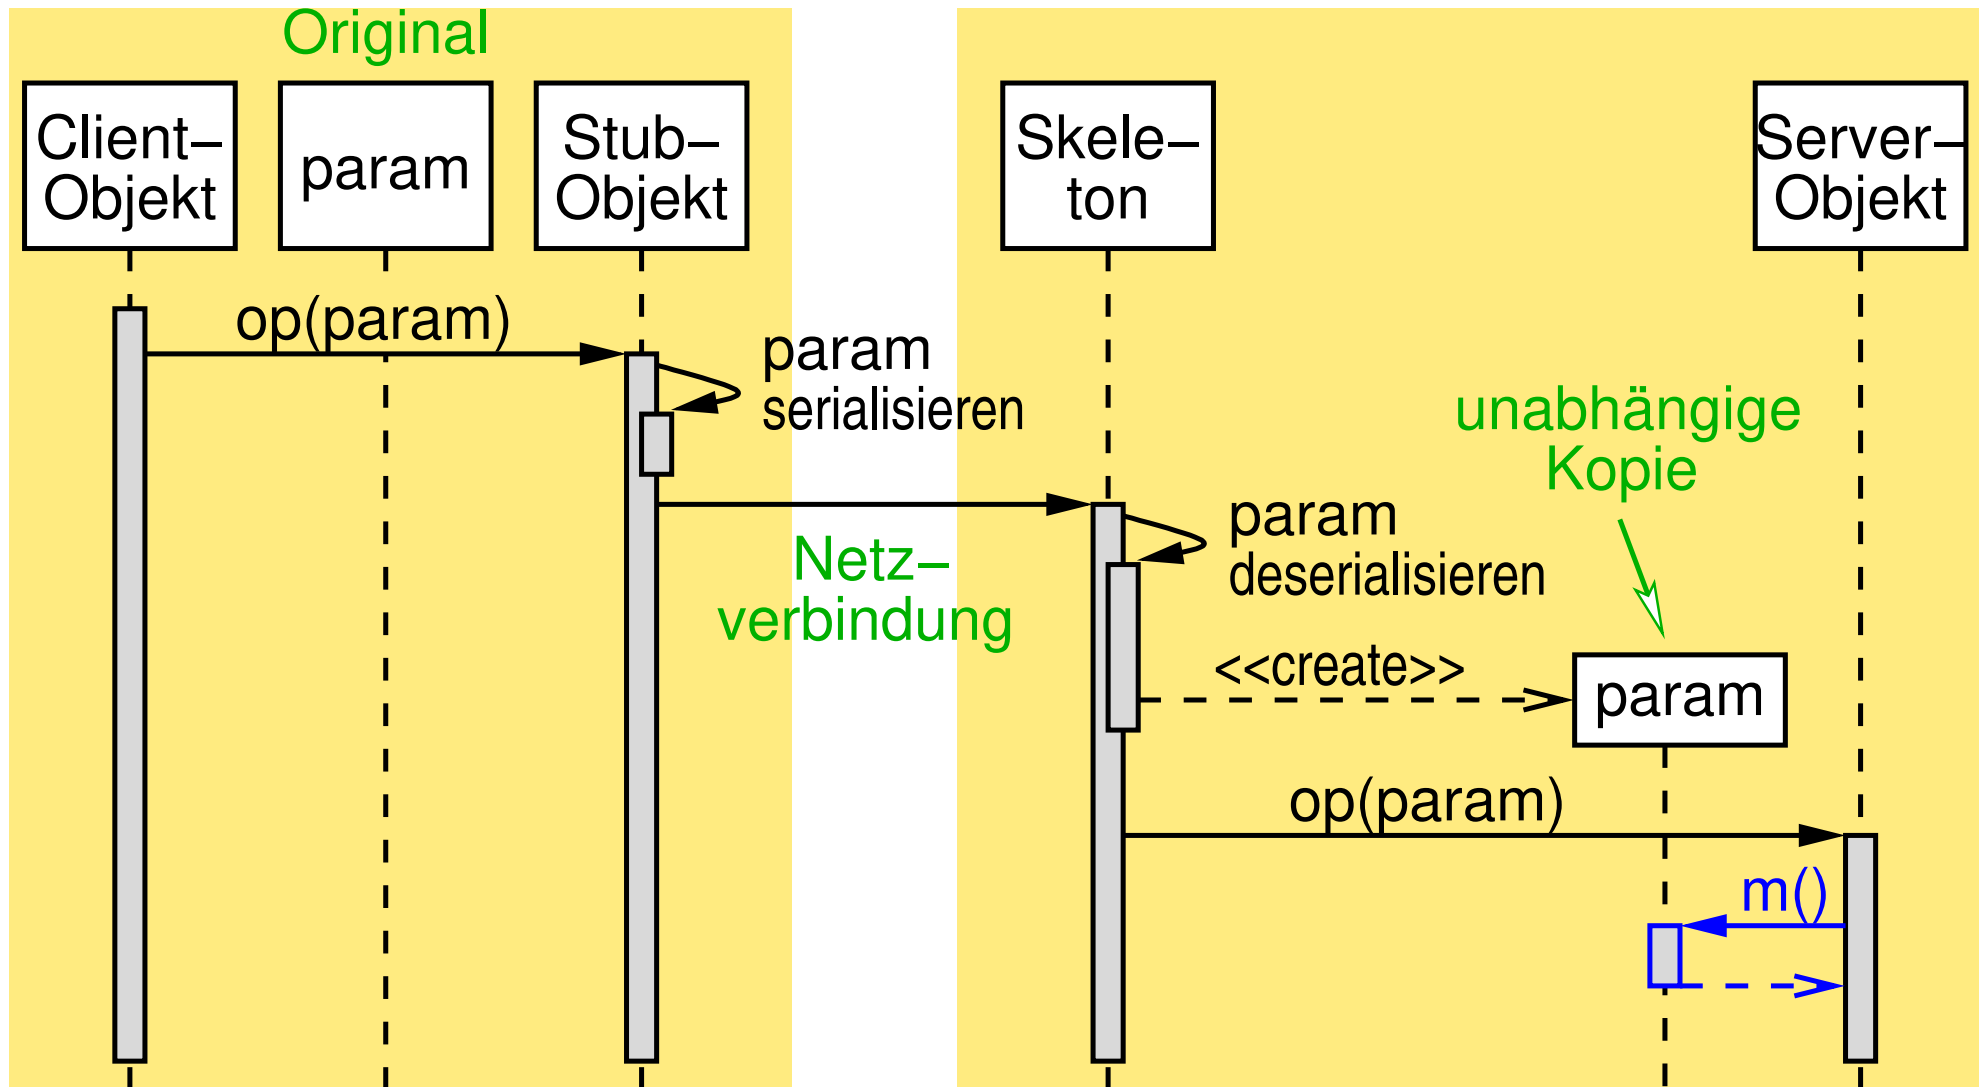 Original
Client–
Objekt
param
Stub–
Objekt
Skele–
ton
Server–
Objekt
op(param)
param
serialisieren
unabhängige
Kopie
Netz–
verbindung
param
deserialisieren
<<create>>
param
op(param)
m()